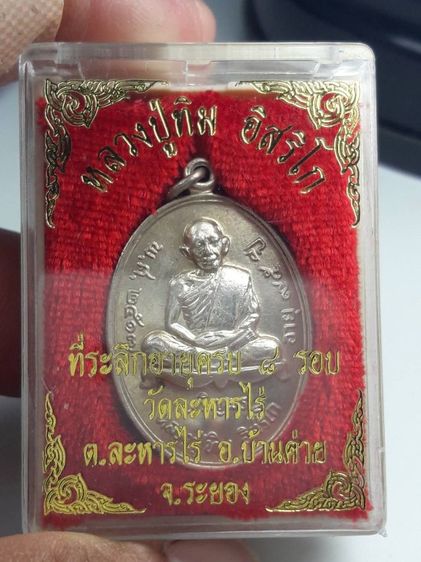 หลวงปู่ทิม อิสริโก
ที่ระลึกอายุครบ ๘ รอบ
วัดละหารไร่
ต.ละหารไร่ อ.บ้านค่าย
จ.ระยอง